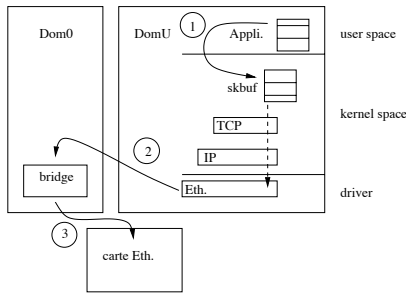 Dom0
DomU
1
Appli.
user space
skbuf
kernel space
TCP
2
IP
bridge
Eth.
driver
3
carte Eth.